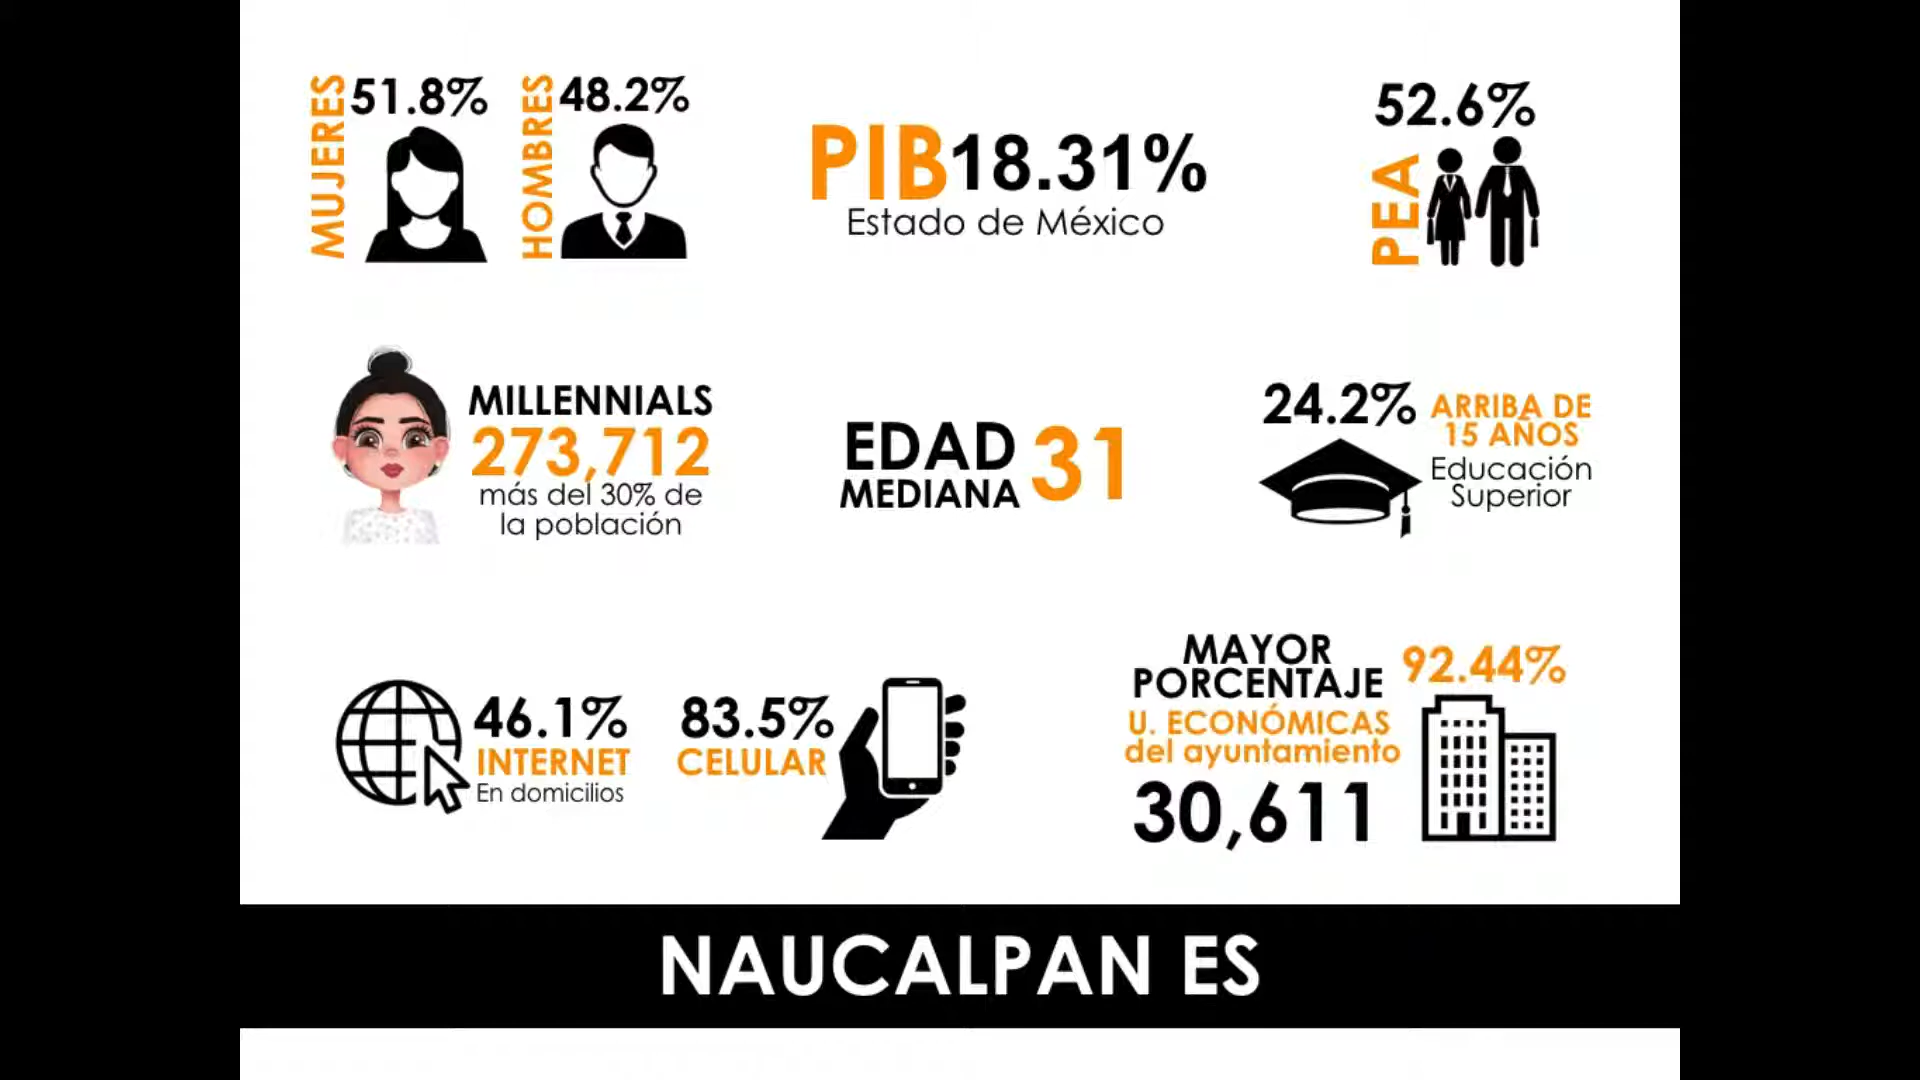 MUJERES
51.8%
HOMBRES
48.2%
PIB 18.31%
Estado de México
52.6%
PEA
MILLENNIALS
273,712
más del 30% de
la población
EDAD
MEDIANA
31
24.2%
ARRIBA DE
15 AÑOS
Educación
Superior
46.1%
INTERNET
En domicilios
83.5%
CELULAR
MAYOR
PORCENTAJE
U. ECONÓMICAS
del ayuntamiento
30,611
92.44%
NAUCALPAN ES